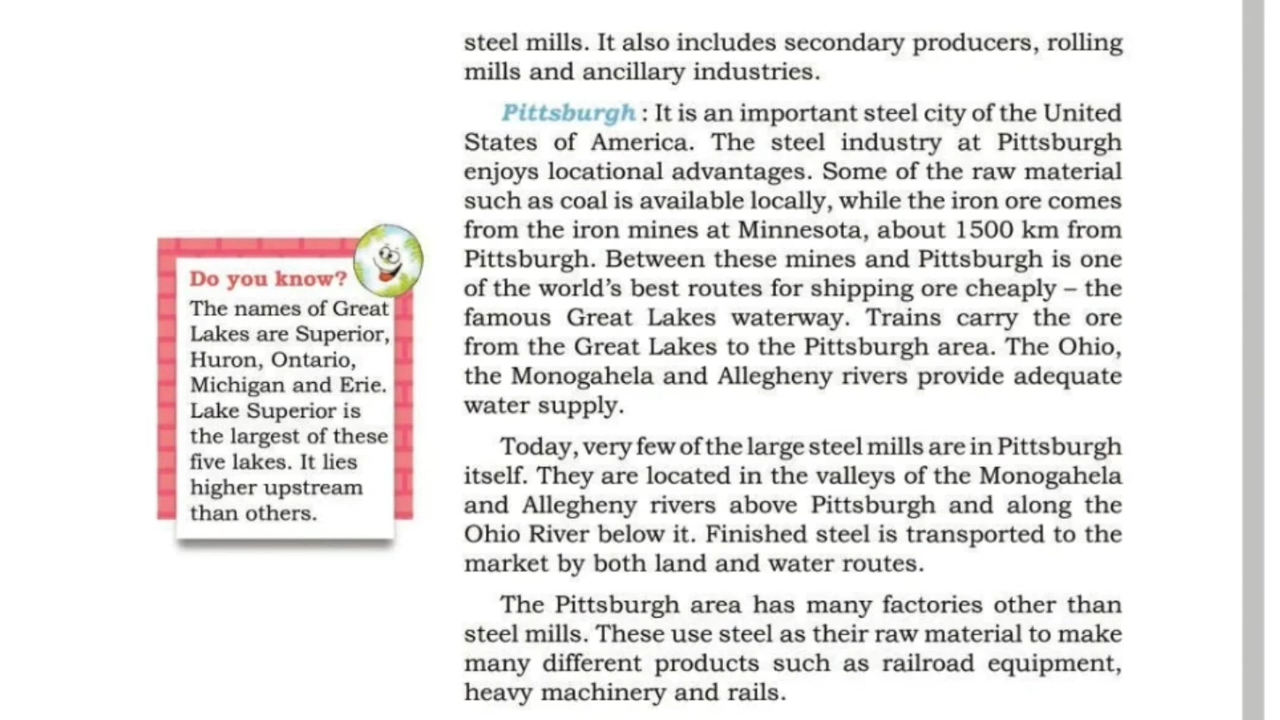 steel mills. It also includes secondary producers, rolling
mills and ancillary industries.
Pittsburgh : It is an important steel city of the United
States of America. The steel industry at Pittsburgh
enjoys locational advantages. Some of the raw material
such as coal is available locally, while the iron ore comes
from the iron mines at Minnesota, about 1500 km from
Pittsburgh. Between these mines and Pittsburgh is one
of the world's best routes for shipping ore cheaply – the
famous Great Lakes waterway. Trains carry the ore
from the Great Lakes to the Pittsburgh area. The Ohio,
the Monogahela and Allegheny rivers provide adequate
water supply.
Today, very few of the large steel mills are in Pittsburgh
itself. They are located in the valleys of the Monogahela
and Allegheny rivers above Pittsburgh and along the
Ohio River below it. Finished steel is transported to the
market by both land and water routes.
The Pittsburgh area has many factories other than
steel mills. These use steel as their raw material to make
many different products such as railroad equipment,
heavy machinery and rails.
Do you know?
The names of Great
Lakes are Superior,
Huron, Ontario,
Michigan and Erie.
Lake Superior is
the largest of these
five lakes. It lies
higher upstream
than others.